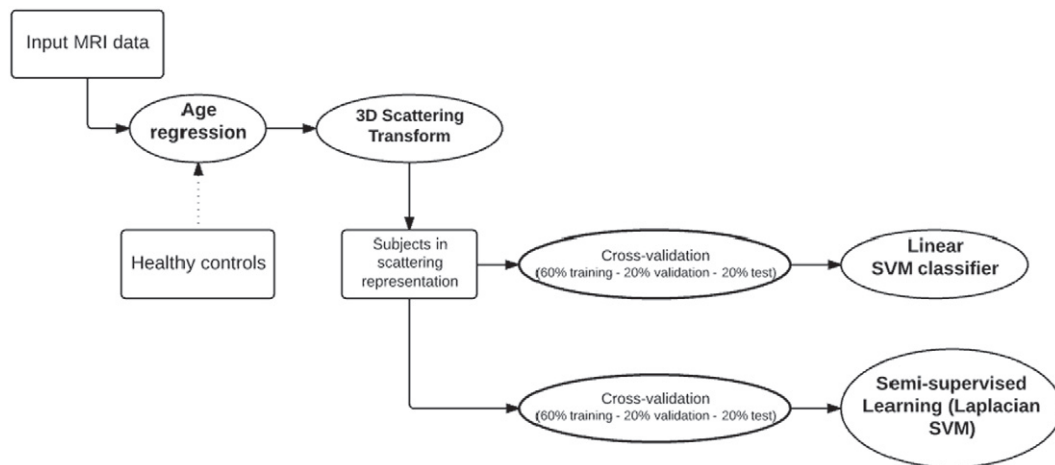 Input MRI data
Age
regression
3D Scattering
Transform
Healthy controls
Subjects in
scattering
representation
Cross-validation
(60% training - 20% validation - 20% test)
Linear
SVM classifier
Cross-validation
(60% training - 20% validation - 20% test)
Semi-supervised
Learning (Laplacian
SVM)